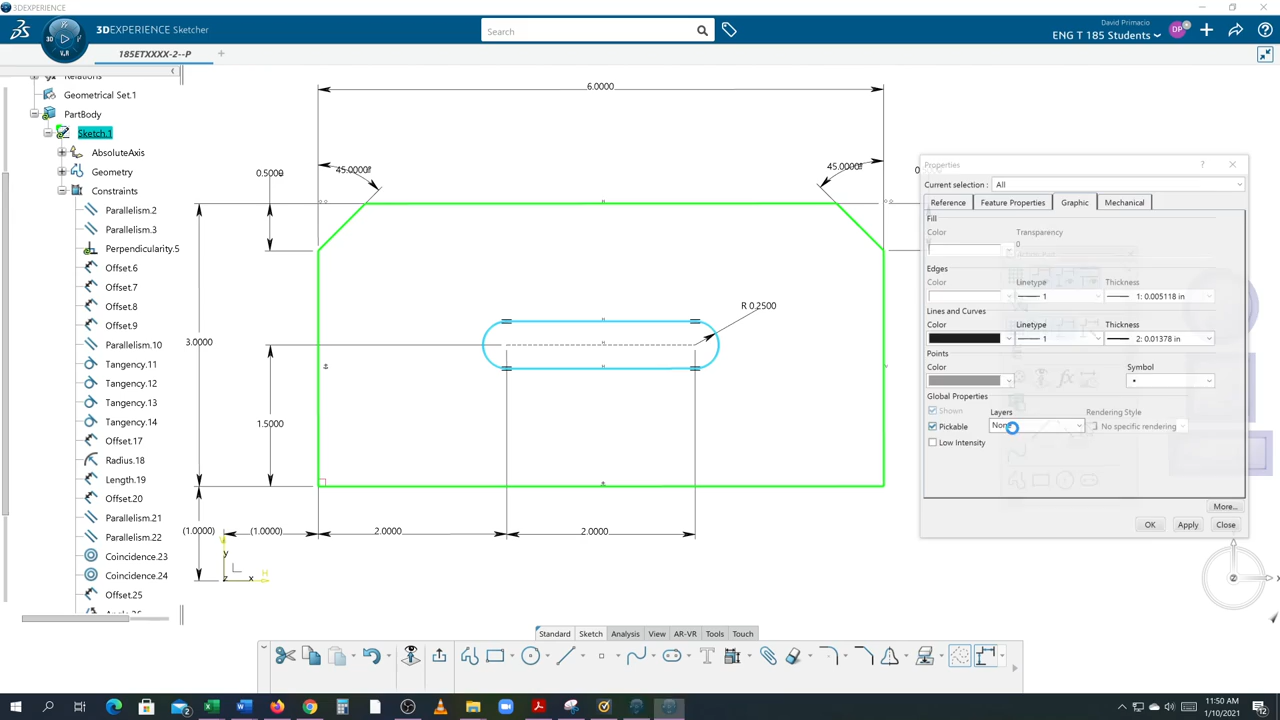 3DEXPERIENCE Sketcher
Search
David Primacio
ENG T 185 Students
DP
3D
V,R
185ETXXXX-2--P
Relations
Geometrical Set.1
PartBody
Sketch.1
AbsoluteAxis
Geometry
Constraints
Parallelism.2
Parallelism.3
Perpendicularity.5
Offset.6
Offset.7
Offset.8
Offset.9
Parallelism.10
Tangency.11
Tangency.12
Tangency.13
Tangency.14
Offset.17
Radius.18
Length.19
Offset.20
Parallelism.21
Parallelism.22
Coincidence.23
Coincidence.24
Offset.25
6.0000
0.5000
45.0000
45.0000
R 0.2500
3.0000
1.5000
(1.0000)
(1.0000)
2.0000
2.0000
y
z
x
H
Properties
Current selection :
All
Reference
Feature Properties
Graphic
Mechanical
Fill
Color
Transparency
0
Edges
Color
Linetype
Thickness
1
1: 0.005118 in
Lines and Curves
Color
Linetype
Thickness
1
2: 0.01378 in
Points
Color
Symbol
Global Properties
Shown
Layers
Rendering Style
Pickable
None
No specific rendering
Low Intensity
More...
OK
Apply
Close
Standard
Sketch
Analysis
View
AR-VR
Tools
Touch
11:50 AM
1/10/2021